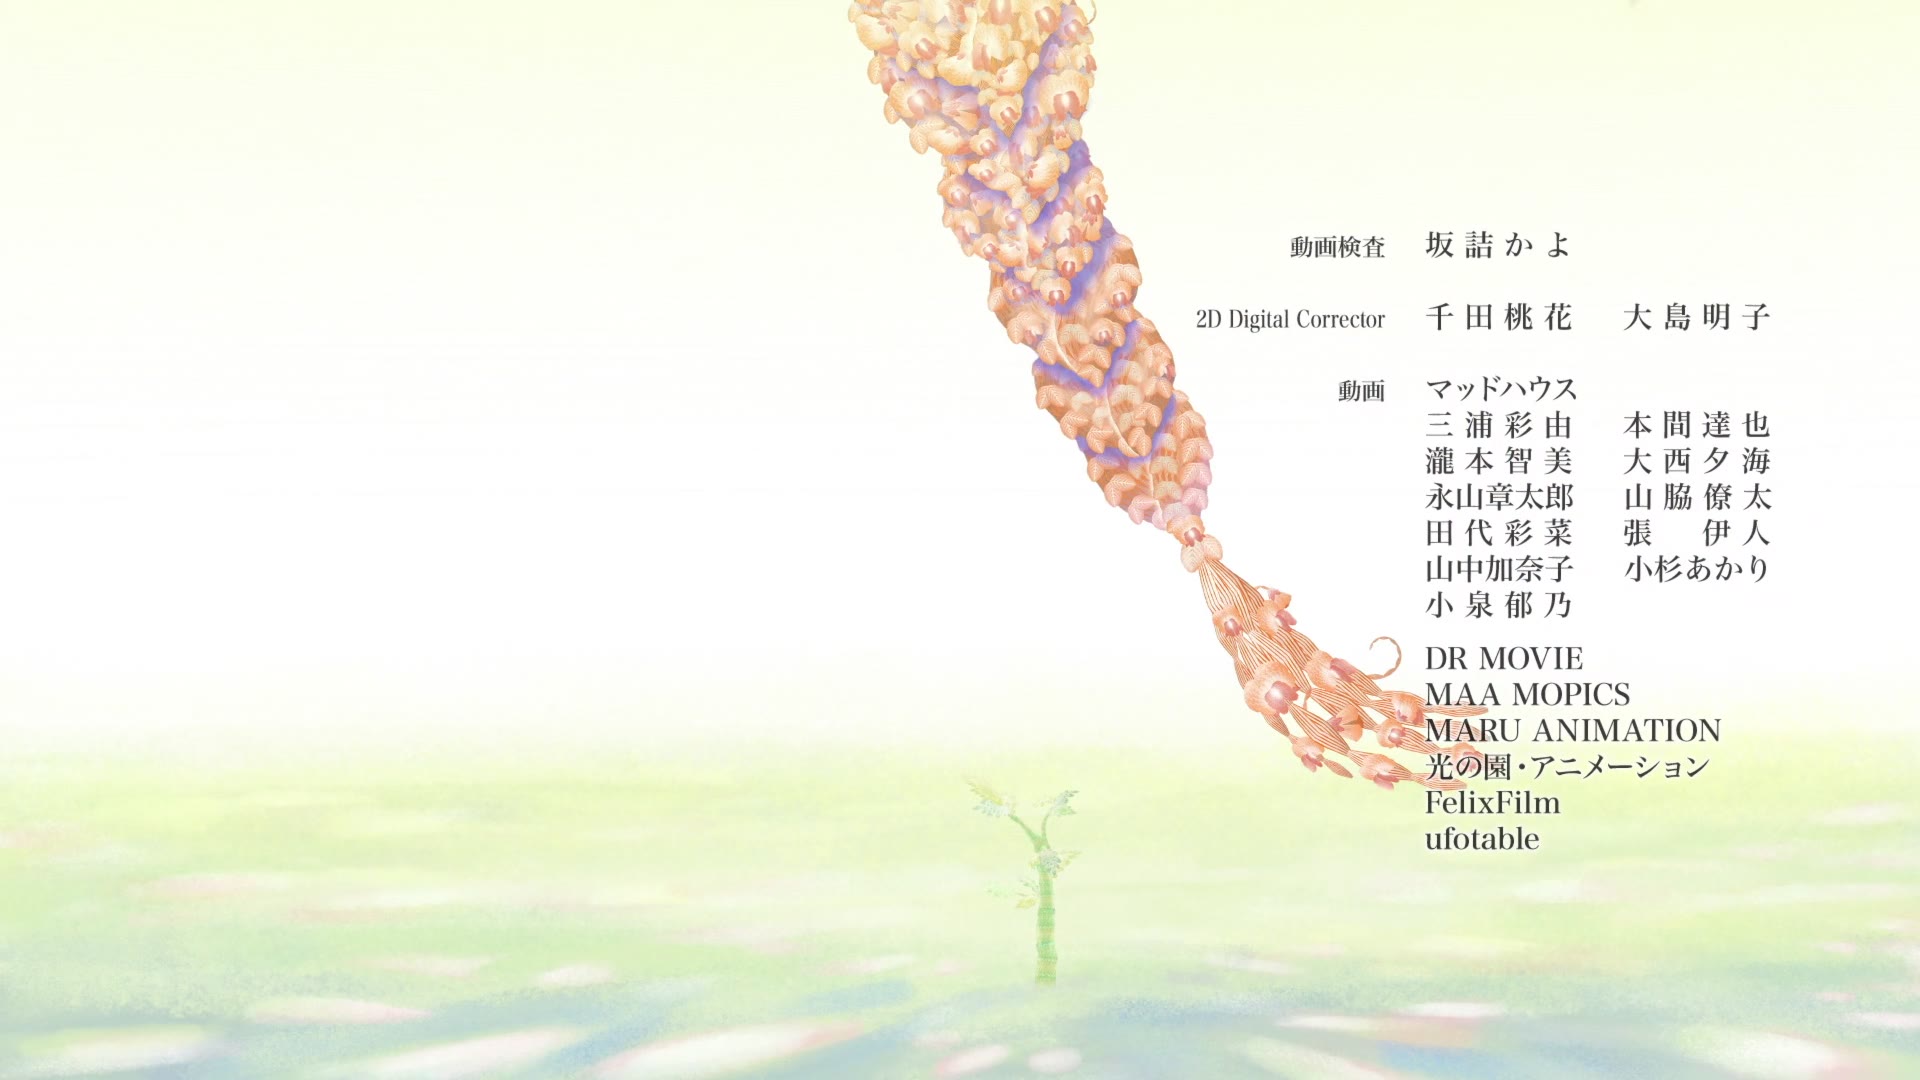 動画検査 坂詰かよ
2D Digital Corrector 千田桃花 大島明子
動画 マッドハウス
三浦彩由 本間達也
瀧本智美 大西夕海
永山章太郎 山脇僚太
田代彩菜 張 伊人
山中加奈子 小杉あかり
小泉郁乃
DR MOVIE
MAA MOPICS
MARU ANIMATION
光の園・アニメーション
FelixFilm
ufotable